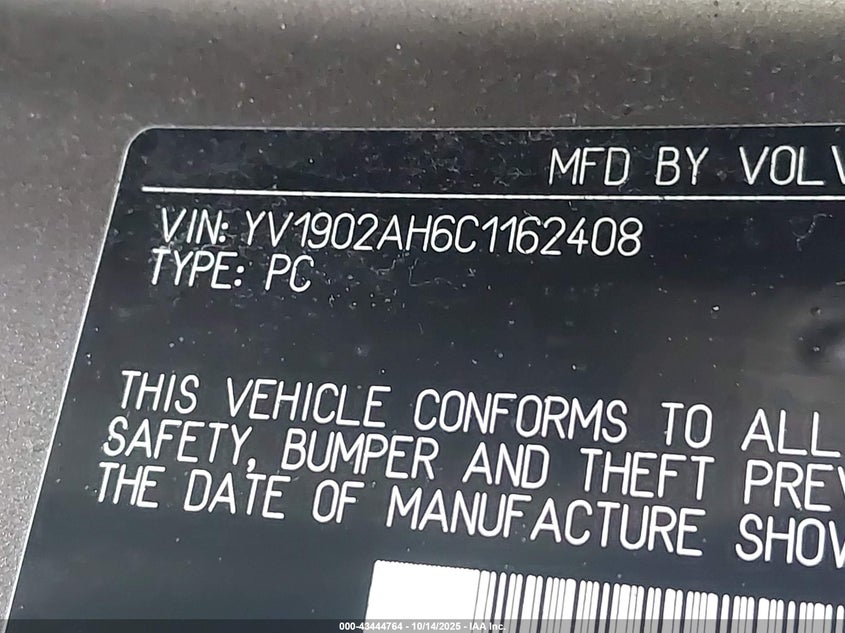 MFD BY VOLV
VIN: YV1902AH6C1162408
TYPE: PC
THIS VEHICLE CONFORMS TO ALL
SAFETY, BUMPER AND THEFT PREV
THE DATE OF MANUFACTURE SHOW
000-43444764 - 10/14/2025 - IAA Inc.